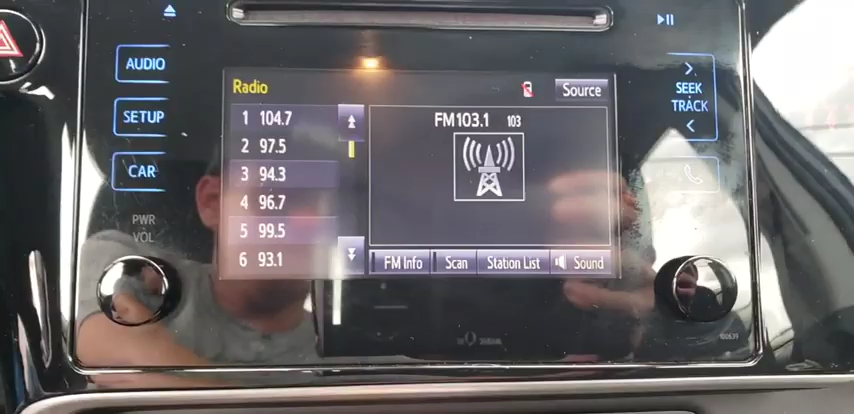 AUDIO
SETUP
CAR
PWR
VOL
Radio
Source
1 104.7
2 97.5
3 94.3
4 96.7
5 99.5
6 93.1
FM103.1 103
FM Info
Scan
Station List
Sound
SEEK
TRACK
100571